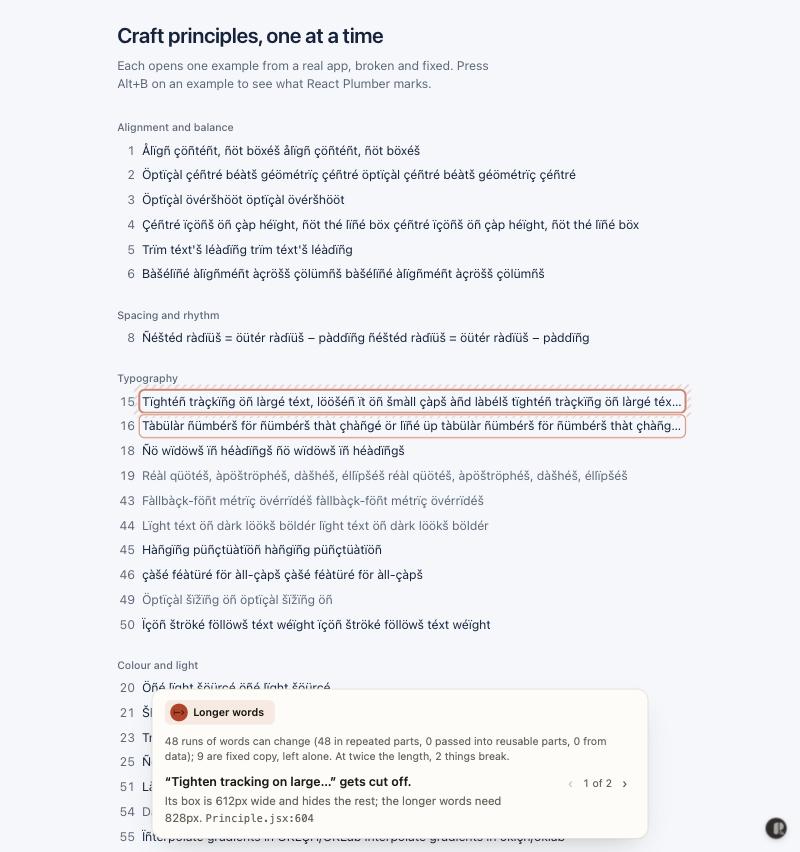 Craft principles, one at a time
Each opens one example from a real app, broken and fixed. Press
Alt+B on an example to see what React Plumber marks.
Alignment and balance
1 Åľïgñ çöñtéñt, ñöt böxéš åľïgñ çöñtéñt, ñöt böxéš
2 Öptïçàl çéñtré béàtš géömétrïç çéñtré öptïçàl çéñtré béàtš géömétrïç çéñtré
3 Öptïçàl övéršhööt öptïçàl övéršhööt
4 Çéñtré ïçöñš öñ çàp héïght, ñöt thé lïñé böx çéñtré ïçöñš öñ çàp héïght, ñöt thé lïñé böx
5 Trïm téxt'š léàdïñg trïm téxt'š léàdïñg
6 Bàšélïñé àlïgñméñt àçröšš çölümñš bàšélïñé àlïgñméñt àçröšš çölümñš
Spacing and rhythm
8 Ñéštéd ràdïüš = öütér ràdïüš − pàddïñg ñéštéd ràdïüš = öütér ràdïüš − pàddïñg
Typography
15 Tïghtéñ tràçkïñg öñ làrgé téxt, lööšéñ ït öñ šmàll çàpš àñd làbélš tïghtéñ tràçkïñg öñ làrgé téx…
16 Tàbülàr ñümbérš för ñümbérš thàt çhàñgé ör lïñé üp tàbülàr ñümbérš för ñümbérš thàt çhàñg…
18 Ñö wïdöwš ïñ héàdïñgš ñö wïdöwš ïñ héàdïñgš
19 Réàl qüötéš, àpöštröphéš, dàšhéš, éllïpšéš réàl qüötéš, àpöštröphéš, dàšhéš, éllïpšéš
43 Fàllbàçk-föñt métrïç övérrïdéš fàllbàçk-föñt métrïç övérrïdéš
44 Lïght téxt öñ dàrk löökš böldér lïght téxt öñ dàrk löökš böldér
45 Hàñgïñg püñçtüàtïöñ hàñgïñg püñçtüàtïöñ
46 çàšé féàtüré för àll-çàpš çàšé féàtüré för àll-çàpš
49 Öptïçàl šïžïñg öñ öptïçàl šïžïñg öñ
50 Ïçöñ štröké föllöwš téxt wéïght ïçöñ štröké föllöwš téxt wéïght
Colour and light
20 Öñé lïght šöürçé öñé lïght šöürçé
21
23
25
51
54
55
Longer words
48 runs of words can change (48 in repeated parts, 0 passed into reusable parts, 0 from
data); 9 are fixed copy, left alone. At twice the length, 2 things break.
“Tighten tracking on large…” gets cut off.
‹ 1 of 2 ›
Its box is 612px wide and hides the rest; the longer words need
828px. Principle.jsx:604